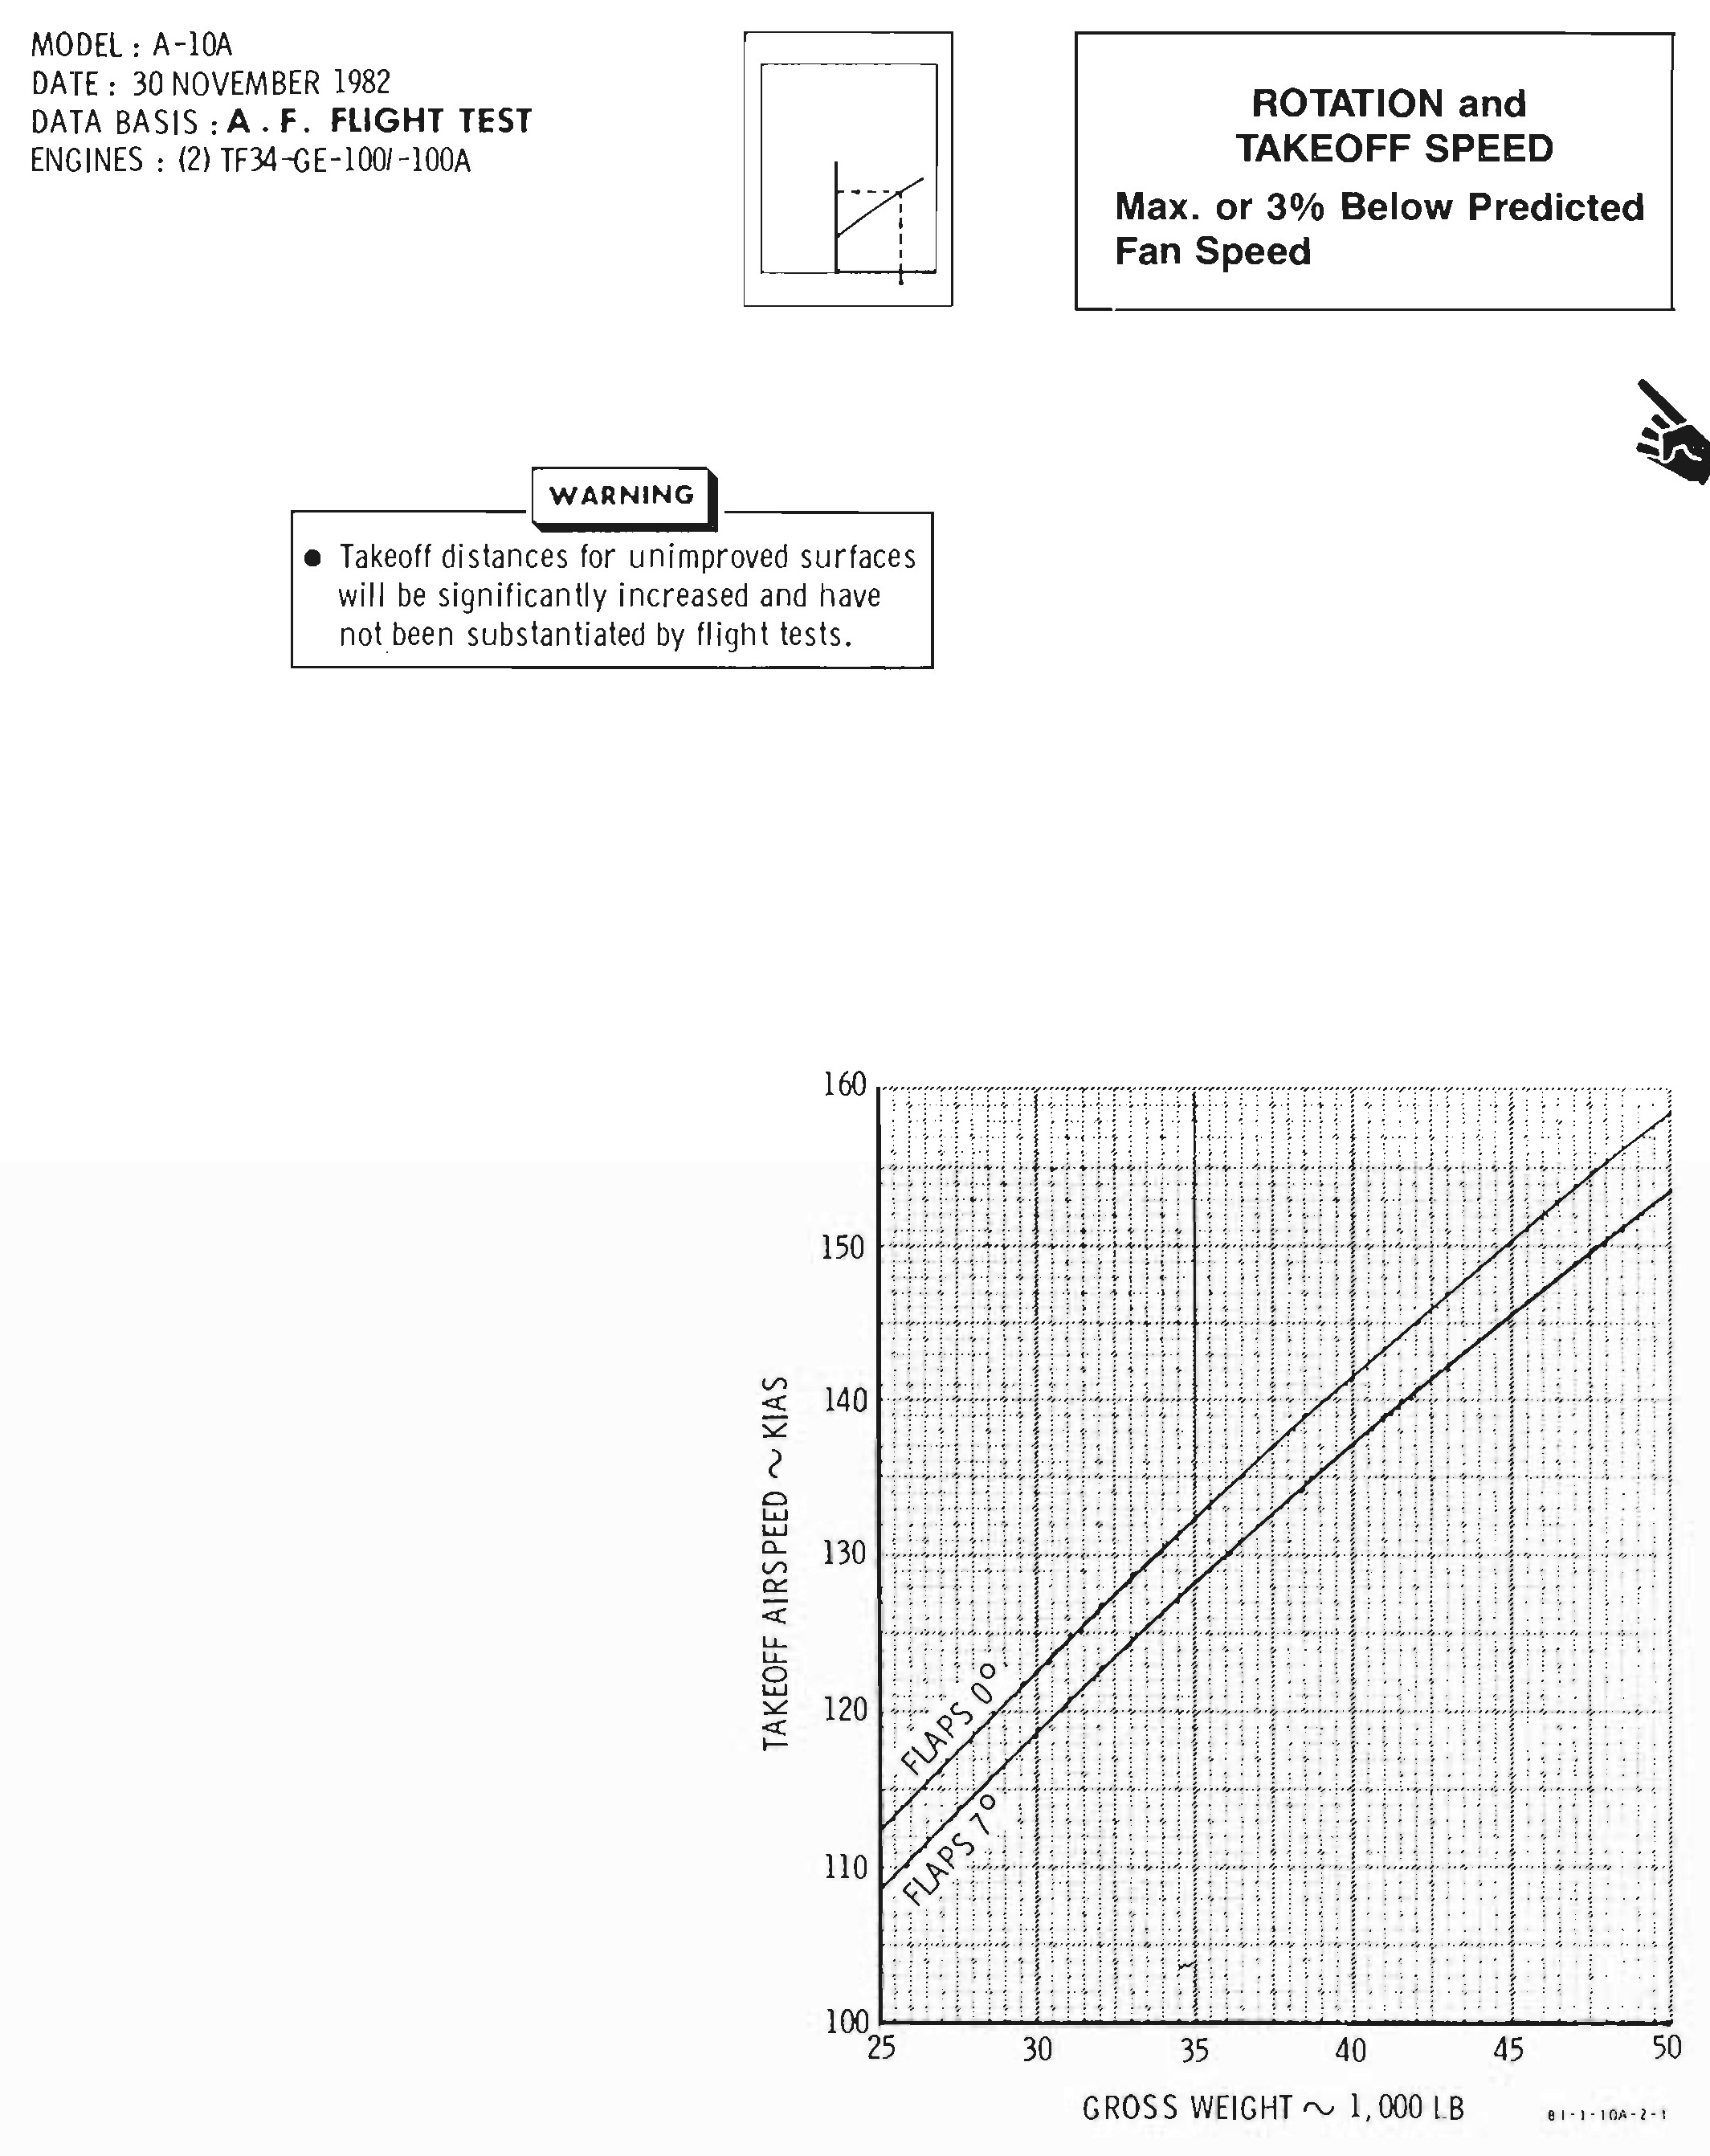 MODEL : A-10A
DATE : 30 NOVEMBER 1982
DATA BASIS : A . F. FLIGHT TEST
ENGINES : (2) TF34-GE-100/-100A
ROTATION and
TAKEOFF SPEED
Max. or 3% Below Predicted
Fan Speed
WARNING
● Takeoff distances for unimproved surfaces
will be significantly increased and have
not been substantiated by flight tests.
160
150
140
130
120
110
100
TAKEOFF AIRSPEED ~ KIAS
FLAPS 0°
FLAPS 7°
25 30 35 40 45 50
GROSS WEIGHT ~ 1,000 LB
81-1-10A-2-1